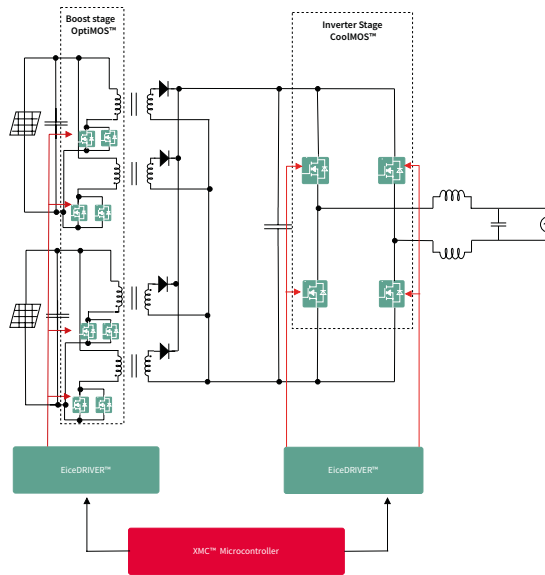 Boost stage
OptiMOS™
Inverter Stage
CoolMOS™
EiceDRIVER™
EiceDRIVER™
XMC™ Microcontroller